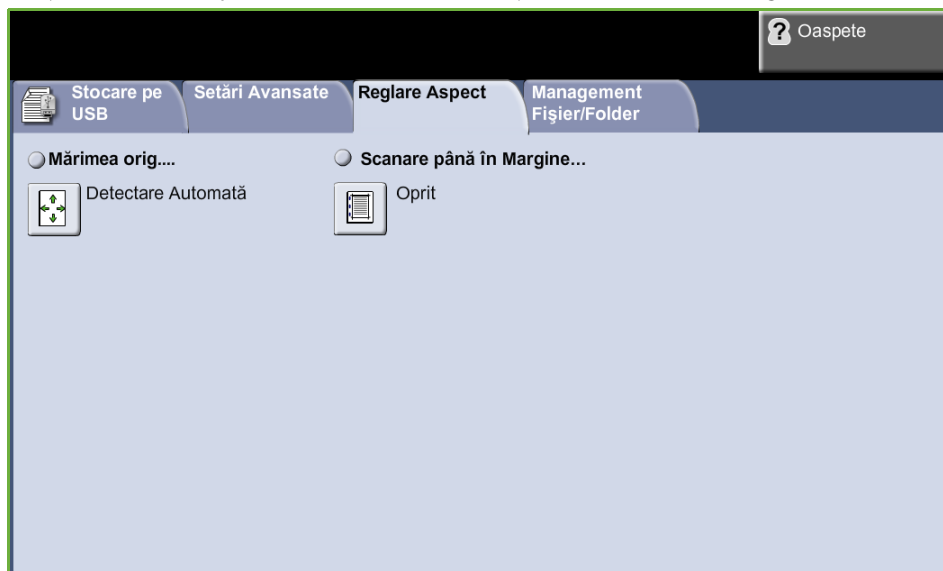 Oaspete
Stocare pe
USB
Setări Avansate
Reglare Aspect
Management
Fişier/Folder
Mărimea orig....
Scanare până în Margine...
Detectare Automată
Oprit